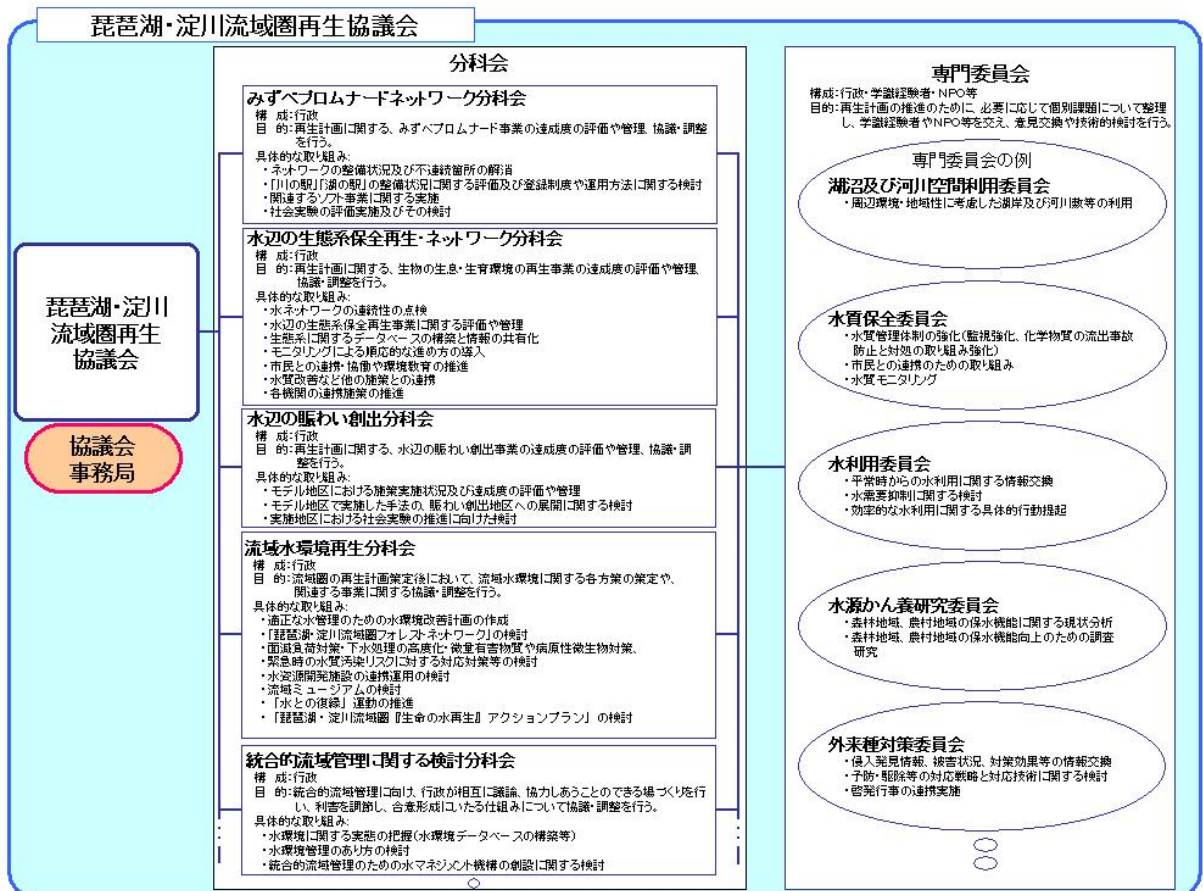 琵琶湖・淀川流域圏再生協議会
琵琶湖・淀川
流域圏再生
協議会
協議会
事務局
分科会
みずべプロムナードネットワーク分科会
構 成:行政
目 的:再生計画に関する、みずべプロムナード事業の達成度の評価や管理、協議・調整
を行う。
具体的な取り組み:
・ネットワークの整備状況及び不連続箇所の解消
・「川の駅」「湖の駅」の整備状況に関する評価及び登録制度や運用方法に関する検討
・関連するソフト事業に関する実施
・社会実験の評価実施及びその検討
水辺の生態系保全再生・ネットワーク分科会
構 成:行政
目 的:再生計画に関する、生物の生息・生育環境の再生事業の達成度の評価や管理、
協議・調整を行う。
具体的な取り組み:
・水ネットワークの連続性の点検
・水辺の生態系保全再生事業に関する評価や管理
・生態系に関するデータベースの構築と情報の共有化
・モニタリングによる順応的な進め方の導入
・市民との連携・協働や環境教育の推進
・水質改善など他の施策との連携
・各機関の連携施策の推進
水辺の賑わい創出分科会
構 成:行政
目 的:再生計画に関する、水辺の賑わい創出事業の達成度の評価や管理、協議・調
整を行う。
具体的な取り組み:
・モデル地区における施策実施状況及び達成度の評価や管理
・モデル地区で実施した手法の、賑わい創出地区への展開に関する検討
・実施地区における社会実験の推進に向けた検討
流域水環境再生分科会
構 成:行政
目 的:流域圏の再生計画策定後において、流域水環境に関する各方策の策定や、
関連する事業に関する協議・調整を行う。
具体的な取り組み:
・適正な水管理のための水環境改善計画の作成
・「琵琶湖・淀川流域圏フォレストネットワーク」の検討
・面減負荷対策・下水処理の高度化・微量有害物質や病原性微生物対策、
・緊急時の水質汚染リスクに対する対応対策等の検討
・水資源開発施設の連携運用の検討
・流域ミュージアムの検討
・「水との復縁」運動の推進
・「琵琶湖・淀川流域圏『生命の水再生』アクションプラン」の検討
統合的流域管理に関する検討分科会
構 成:行政
目 的:統合的流域管理に向け、行政が相互に議論、協力しあうことのできる場づくりを行
い、利害を調節し、合意形成にいたる仕組みについて協議・調整を行う。
具体的な取り組み:
・水環境に関する実態の把握(水環境データベースの構築等)
・水環境管理のあり方の検討
・統合的流域管理のための水マネジメント機構の創設に関する検討
専門委員会
構成:行政・学識経験者・NPO等
目的:再生計画の推進のために、必要に応じて個別課題について整理
し、学識経験者やNPO等を交え、意見交換や技術的検討を行う。
専門委員会の例
湖沼及び河川空間利用委員会
・周辺環境・地域性に考慮した湖岸及び河川敷等の利用
水質保全委員会
・水質管理体制の強化(監視強化、化学物質の流出事故
防止と対処の取り組み強化)
・市民との連携のための取り組み
・水質モニタリング
水利用委員会
・平常時からの水利用に関する情報交換
・水需要抑制に関する検討
・効率的な水利用に関する具体的行動提起
水源かん養研究委員会
・森林地域、農村地域の保水機能に関する現状分析
・森林地域、農村地域の保水機能向上のための調査
研究
外来種対策委員会
・侵入発見情報、被害状況、対策効果等の情報交換
・予防・駆除等の対応戦略と対応技術に関する検討
・啓発行事の連携実施